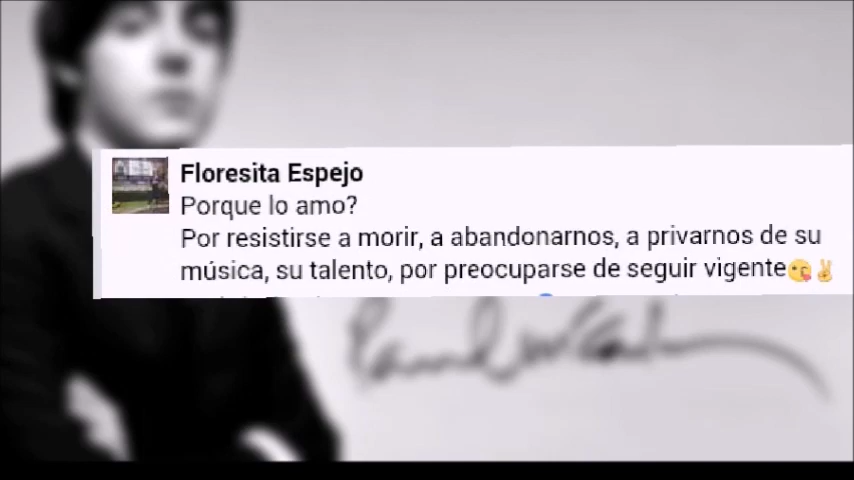 Floresita Espejo
Porque lo amo?
Por resistirse a morir, a abandonarnos, a privarnos de su
música, su talento, por preocuparse de seguir vigente😘✌